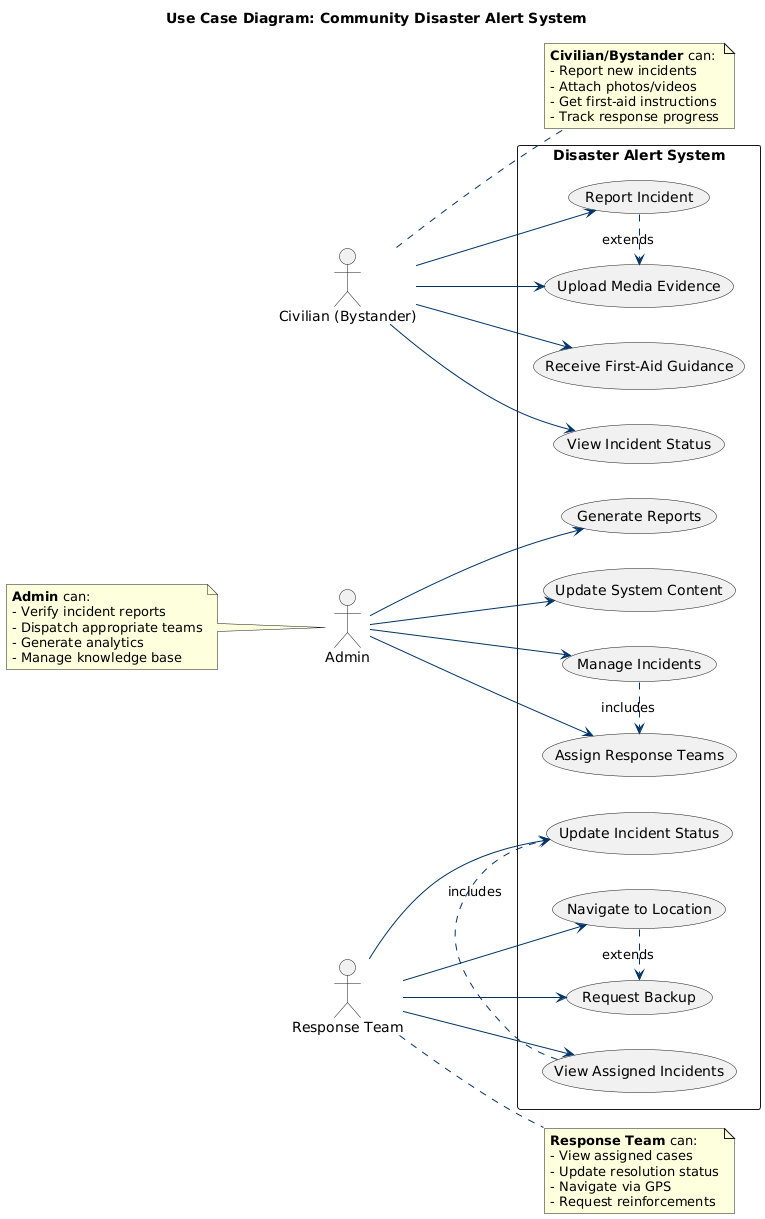 Use Case Diagram: Community Disaster Alert System
Civilian/Bystander can:
- Report new incidents
- Attach photos/videos
- Get first-aid instructions
- Track response progress
Disaster Alert System
Report Incident
extends
Upload Media Evidence
Civilian (Bystander)
Receive First-Aid Guidance
View Incident Status
Generate Reports
Update System Content
Admin can:
- Verify incident reports
- Dispatch appropriate teams
- Generate analytics
- Manage knowledge base
Admin
Manage Incidents
includes
Assign Response Teams
Update Incident Status
includes
Navigate to Location
extends
Request Backup
Response Team
View Assigned Incidents
Response Team can:
- View assigned cases
- Update resolution status
- Navigate via GPS
- Request reinforcements